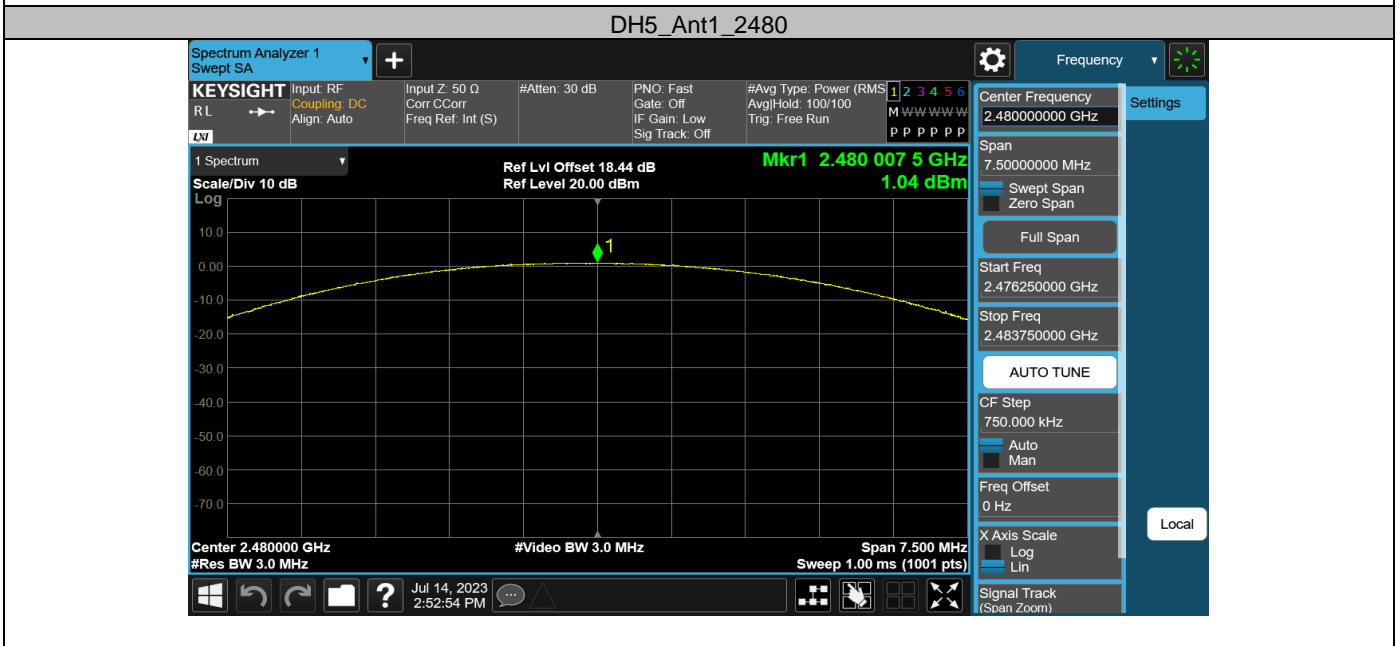 DH5_Ant1_2480
Spectrum Analyzer 1
Swept SA
Frequency
KEYSIGHT
RL
LXI
Input: RF
Coupling: DC
Align: Auto
Input Z: 50 Ω
Corr CCorr
Freq Ref: Int (S)
#Atten: 30 dB
PNO: Fast
Gate: Off
IF Gain: Low
Sig Track: Off
#Avg Type: Power (RMS
Avg|Hold: 100/100
Trig: Free Run
1 2 3 4 5 6
M W W W W W
P P P P P P
1 Spectrum
Scale/Div 10 dB
Ref Lvl Offset 18.44 dB
Ref Level 20.00 dBm
Mkr1 2.480 007 5 GHz
1.04 dBm
Log
10.0
0.00
-10.0
-20.0
-30.0
-40.0
-50.0
-60.0
-70.0
1
Center 2.480000 GHz
#Res BW 3.0 MHz
#Video BW 3.0 MHz
Span 7.500 MHz
Sweep 1.00 ms (1001 pts)
Center Frequency
2.480000000 GHz
Span
7.50000000 MHz
Swept Span
Zero Span
Full Span
Start Freq
2.476250000 GHz
Stop Freq
2.483750000 GHz
AUTO TUNE
CF Step
750.000 kHz
Auto
Man
Freq Offset
0 Hz
X Axis Scale
Log
Lin
Signal Track
(Span Zoom)
Settings
Local
?
Jul 14, 2023
2:52:54 PM